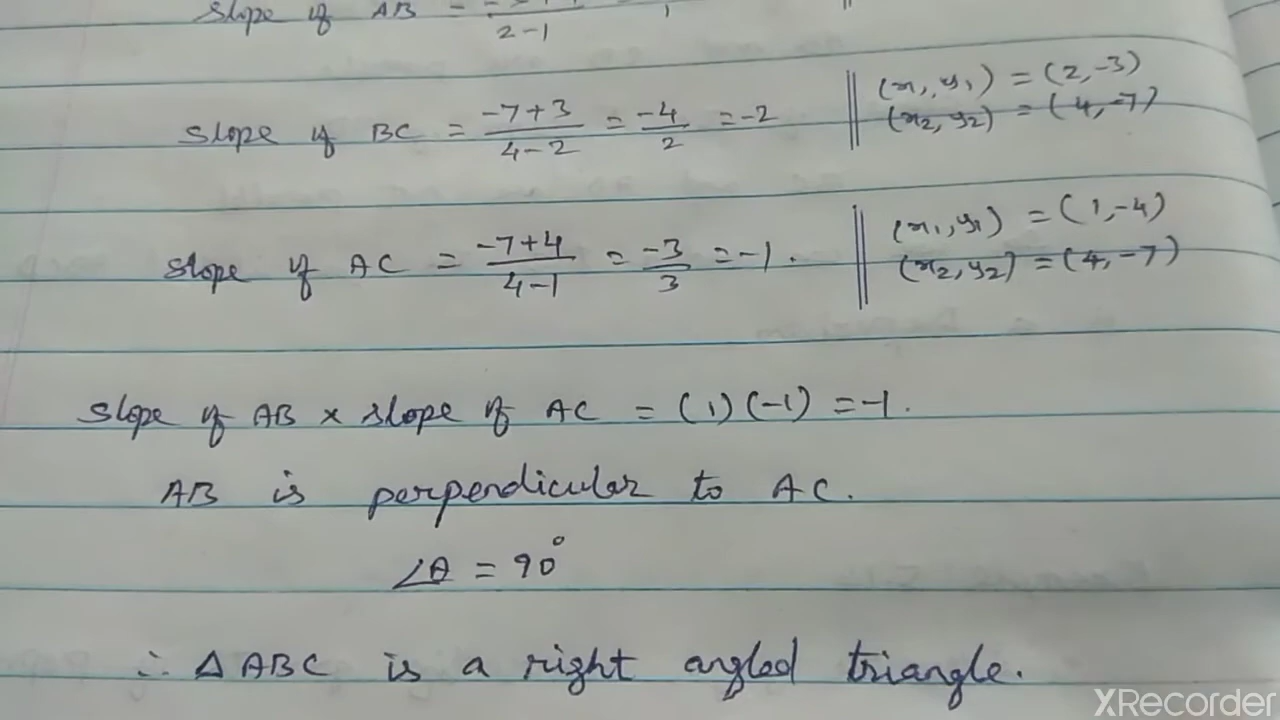 Slope of AB =
2-1
Slope of BC = -7+3/4-2 = -4/2 = -2 || (x1, y1) = (2,-3)
(x2, y2) = (4,-7)
Slope of AC = -7+4/4-1 = -3/3 = -1. || (x1, y1) = (1,-4)
(x2, y2) = (4,-7)
Slope of AB × slope of AC = (1)(-1) = -1.
AB is perpendicular to AC.
∠A = 90°
∴ △ABC is a right angled triangle.
XRecorder